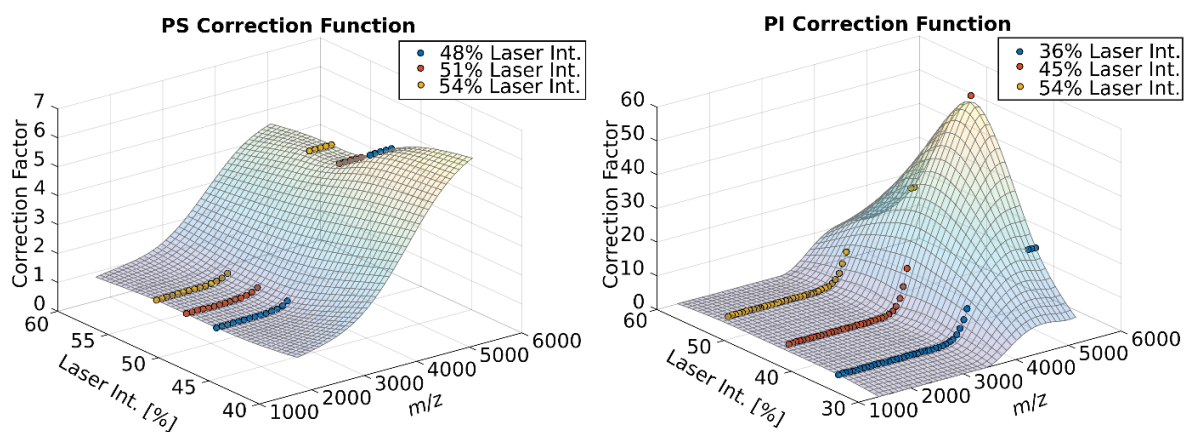 PS Correction Function
48% Laser Int.
51% Laser Int.
54% Laser Int.
Correction Factor
7
6
5
4
3
2
1
0
60
55
50
45
40
Laser Int. [%]
1000
2000
3000
4000
5000
6000
m/z
PI Correction Function
36% Laser Int.
45% Laser Int.
54% Laser Int.
Correction Factor
60
50
40
30
20
10
0
60
50
40
30
Laser Int. [%]
1000
2000
3000
4000
5000
6000
m/z